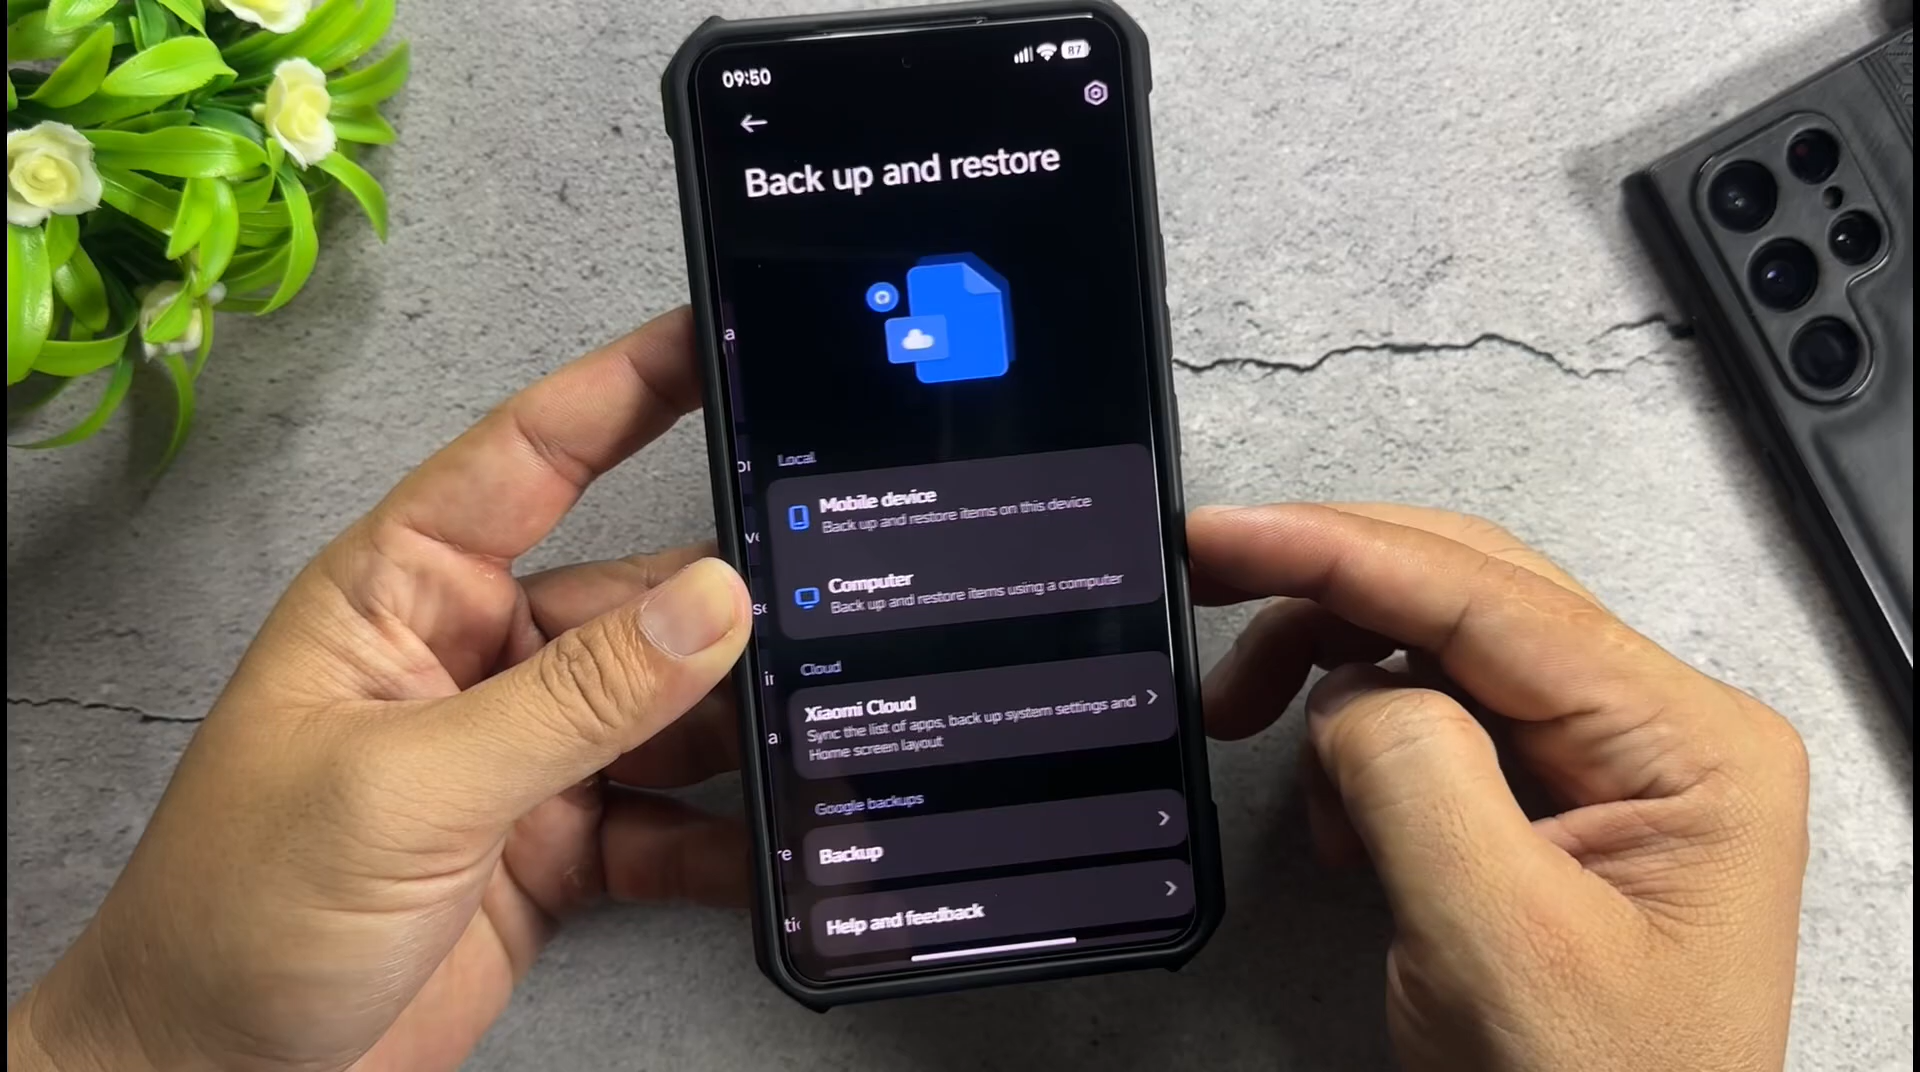 09:50
87
Back up and restore
Local
Mobile device
Back up and restore items on this device
Computer
Back up and restore items using a computer
Cloud
Xiaomi Cloud
Sync the list of apps, back up system settings and
Home screen layout
Google backups
Backup
Help and feedback